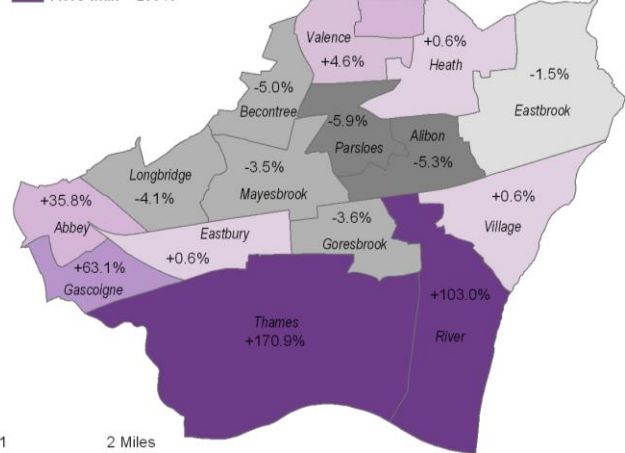 Valence
+4.6%
+0.6%
Heath
-1.5%
Eastbrook
-5.0%
Becontree
-5.9%
Parsloes
Alibon
-5.3%
Longbridge
-4.1%
-3.5%
Mayesbrook
+35.8%
Abbey
Eastbury
+0.6%
-3.6%
Goresbrook
+0.6%
Village
+63.1%
Gascoigne
Thames
+170.9%
+103.0%
River
1 2 Miles